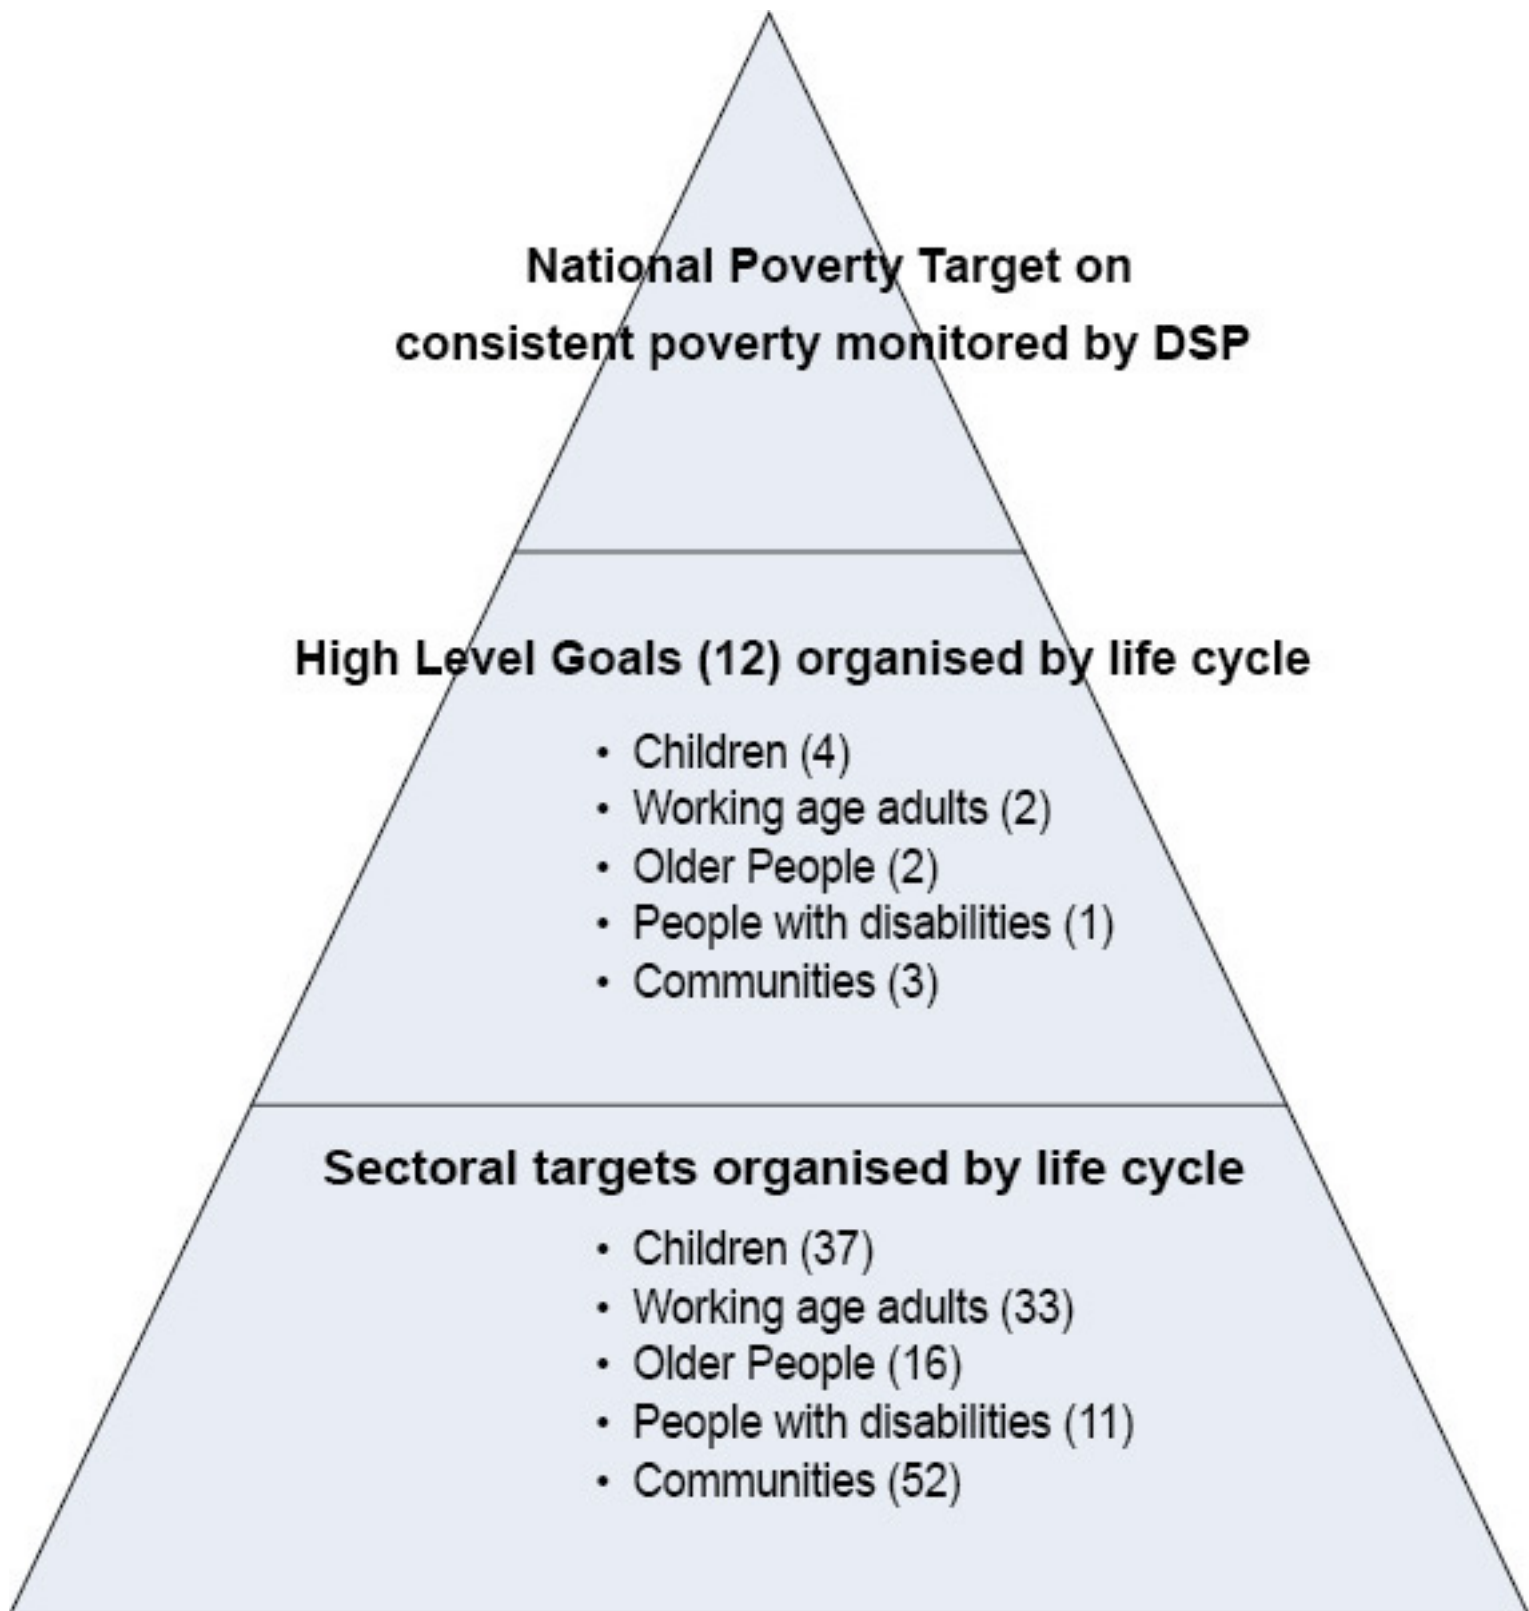 National Poverty Target on
consistent poverty monitored by DSP
High Level Goals (12) organised by life cycle
• Children (4)
• Working age adults (2)
• Older People (2)
• People with disabilities (1)
• Communities (3)
Sectoral targets organised by life cycle
• Children (37)
• Working age adults (33)
• Older People (16)
• People with disabilities (11)
• Communities (52)